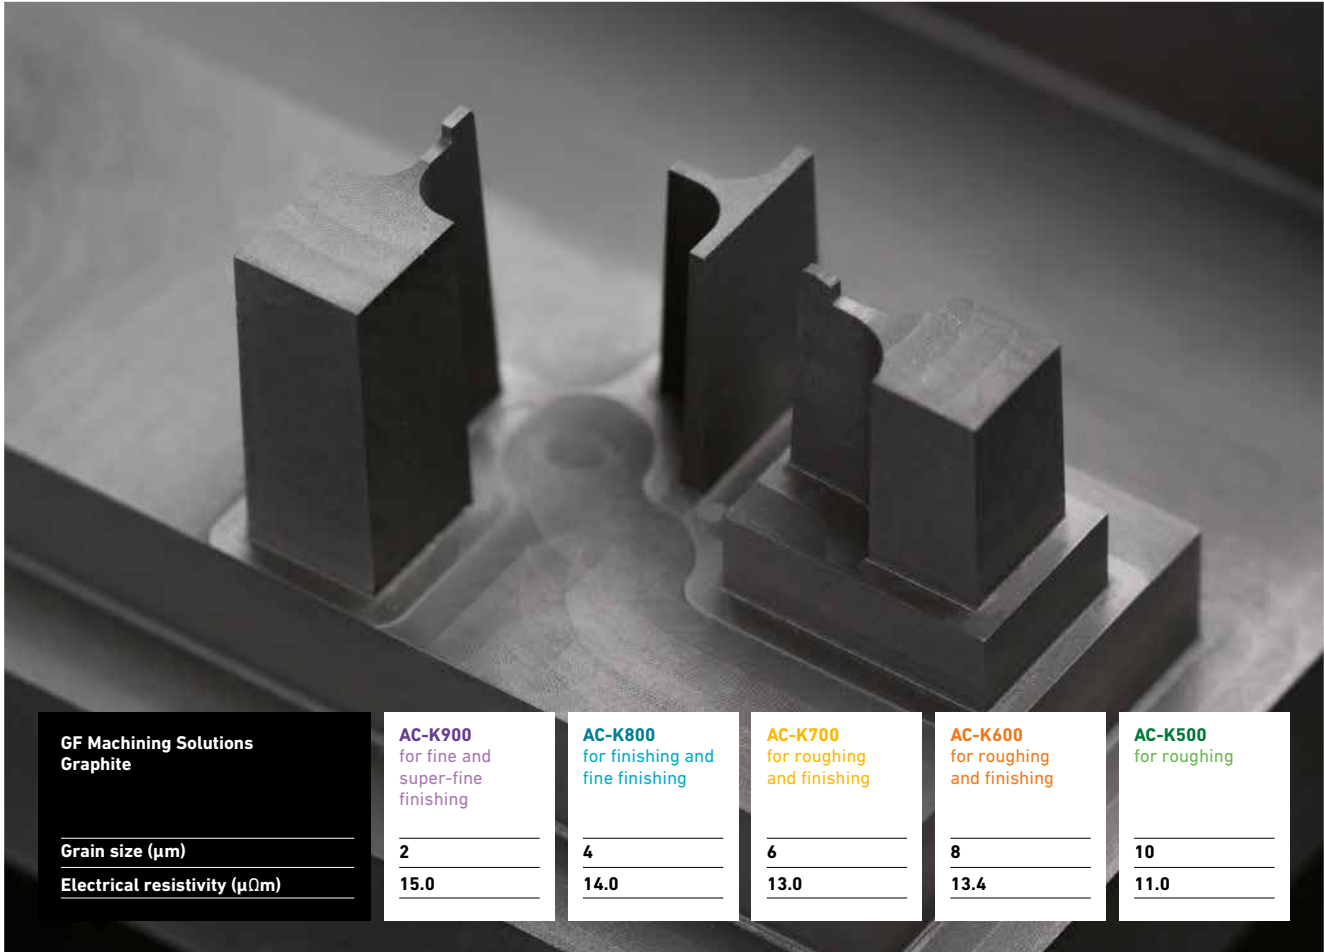 GF Machining Solutions
Graphite
Grain size (µm)
Electrical resistivity (µΩm)
AC-K900
for fine and
super-fine
finishing
2
15.0
AC-K800
for finishing and
fine finishing
4
14.0
AC-K700
for roughing
and finishing
6
13.0
AC-K600
for roughing
and finishing
8
13.4
AC-K500
for roughing
10
11.0